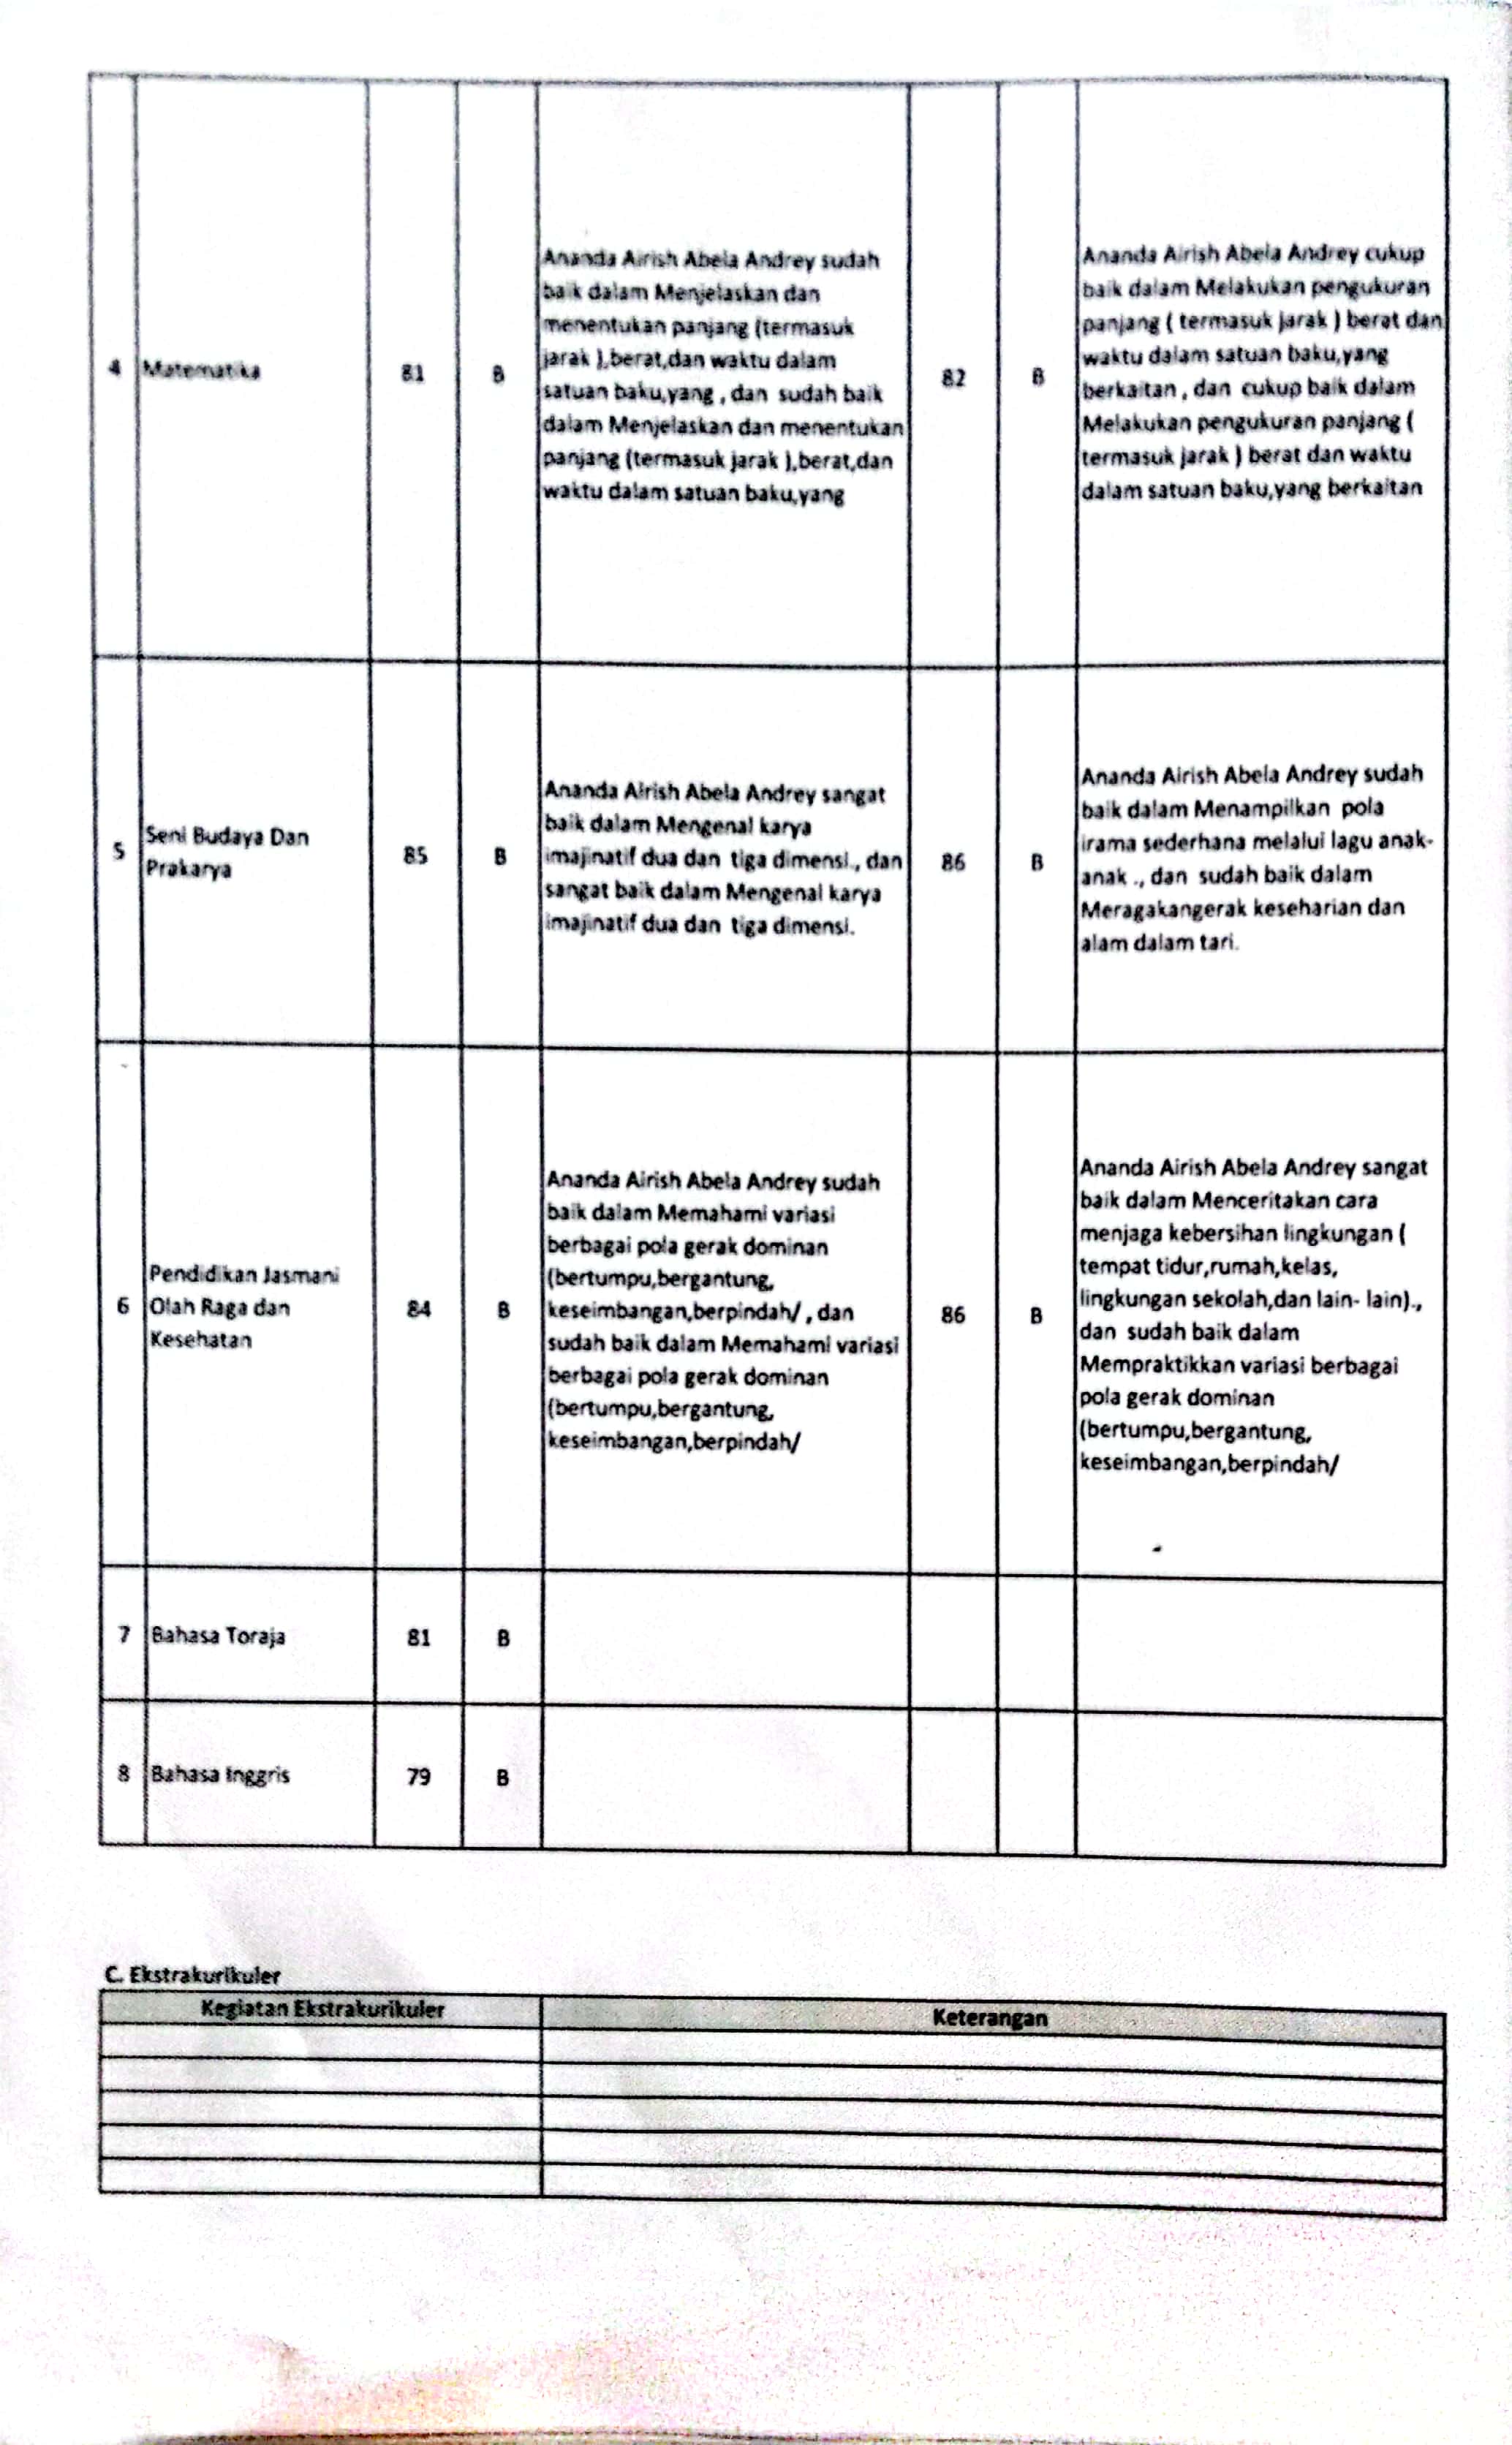 4
Matematika
81
B
Ananda Airish Abela Andrey sudah
baik dalam Menjelaskan dan
menentukan panjang (termasuk
jarak ),berat,dan waktu dalam
satuan baku,yang , dan sudah baik
dalam Menjelaskan dan menentukan
panjang (termasuk jarak ),berat,dan
waktu dalam satuan baku,yang
82
B
Ananda Airish Abela Andrey cukup
baik dalam Melakukan pengukuran
panjang ( termasuk jarak ) berat dan
waktu dalam satuan baku,yang
berkaitan , dan cukup baik dalam
Melakukan pengukuran panjang (
termasuk jarak ) berat dan waktu
dalam satuan baku,yang berkaitan
5
Seni Budaya Dan
Prakarya
85
B
Ananda Airish Abela Andrey sangat
baik dalam Mengenal karya
imajinatif dua dan tiga dimensi., dan
sangat baik dalam Mengenal karya
imajinatif dua dan tiga dimensi.
86
B
Ananda Airish Abela Andrey sudah
baik dalam Menampilkan pola
irama sederhana melalui lagu anak-
anak ., dan sudah baik dalam
Meragakangerak keseharian dan
alam dalam tari.
6
Pendidikan Jasmani
Olah Raga dan
Kesehatan
84
B
Ananda Airish Abela Andrey sudah
baik dalam Memahami variasi
berbagai pola gerak dominan
(bertumpu,bergantung,
keseimbangan,berpindah/ , dan
sudah baik dalam Memahami variasi
berbagai pola gerak dominan
(bertumpu,bergantung,
keseimbangan,berpindah/
86
B
Ananda Airish Abela Andrey sangat
baik dalam Menceritakan cara
menjaga kebersihan lingkungan (
tempat tidur,rumah,kelas,
lingkungan sekolah,dan lain- lain).,
dan sudah baik dalam
Mempraktikkan variasi berbagai
pola gerak dominan
(bertumpu,bergantung,
keseimbangan,berpindah/
7
Bahasa Toraja
81
B
8
Bahasa Inggris
79
B
C. Ekstrakurikuler
Kegiatan Ekstrakurikuler
Keterangan